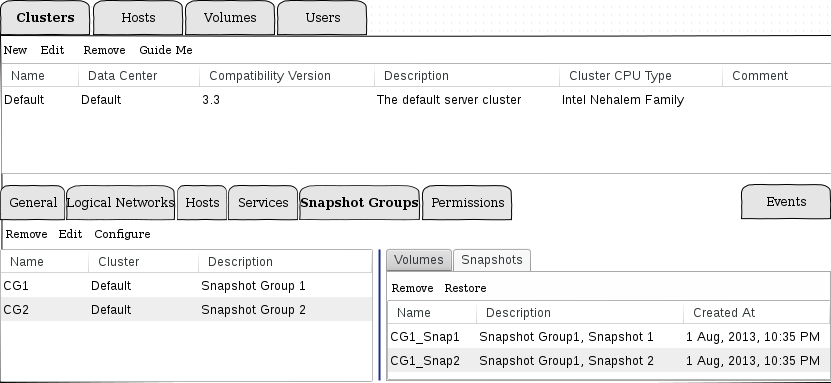 Clusters Hosts Volumes Users
New Edit Remove Guide Me
Name Data Center Compatibility Version Description Cluster CPU Type Comment
Default Default 3.3 The default server cluster Intel Nehalem Family
General Logical Networks Hosts Services Snapshot Groups Permissions Events
Remove Edit Configure
Name Cluster Description
CG1 Default Snapshot Group 1
CG2 Default Snapshot Group 2
Volumes Snapshots
Remove Restore
Name Description Created At
CG1_Snap1 Snapshot Group1, Snapshot 1 1 Aug, 2013, 10:35 PM
CG1_Snap2 Snapshot Group1, Snapshot 2 1 Aug, 2013, 10:35 PM